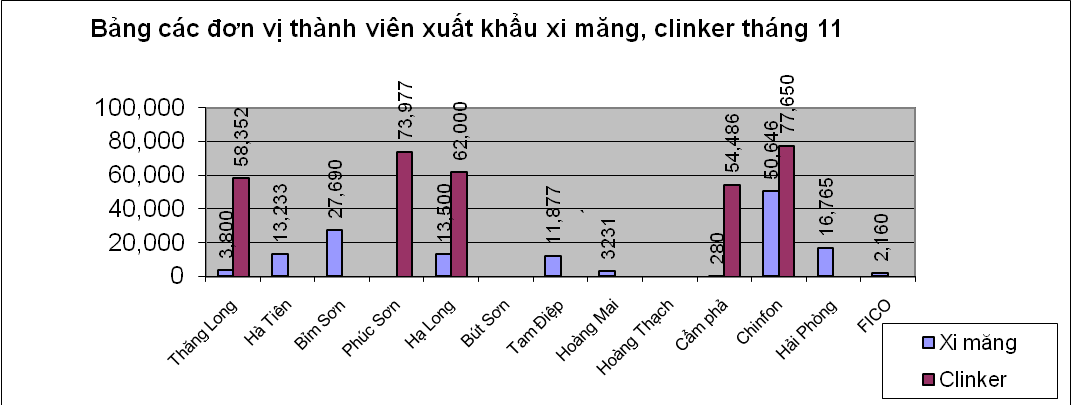 Bảng các đơn vị thành viên xuất khẩu xi măng, clinker tháng 11
100,000
80,000
60,000
40,000
20,000
0
3,800
58,352
13,233
27,690
73,977
13,500
62,000
11,877
3231
280
54,486
50,646
77,650
16,765
2,160
Thăng Long
Hà Tiên
Bỉm Sơn
Phúc Sơn
Hạ Long
Bút Sơn
Tam Điệp
Hoàng Mai
Hoàng Thạch
Cẩm phả
Chinfon
Hải Phòng
FICO
Xi măng
Clinker